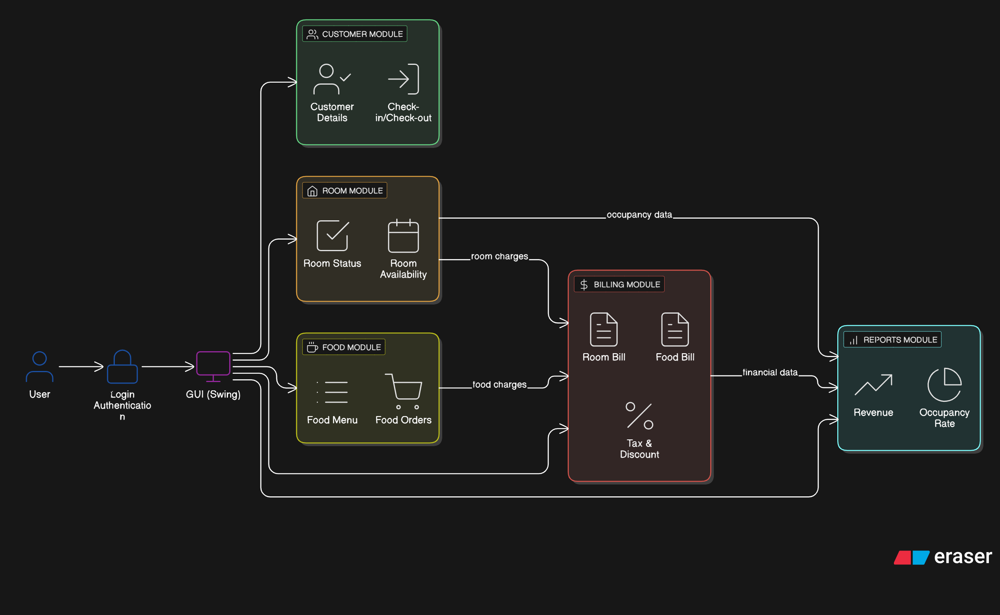 CUSTOMER MODULE
Customer
Details
Check-
in/Check-out
ROOM MODULE
Room Status
Room
Availability
occupancy data
room charges
BILLING MODULE
Room Bill
Food Bill
Tax &
Discount
FOOD MODULE
Food Menu
Food Orders
food charges
User
Login
Authenticatio
n
GUI (Swing)
financial data
REPORTS MODULE
Revenue
Occupancy
Rate
eraser